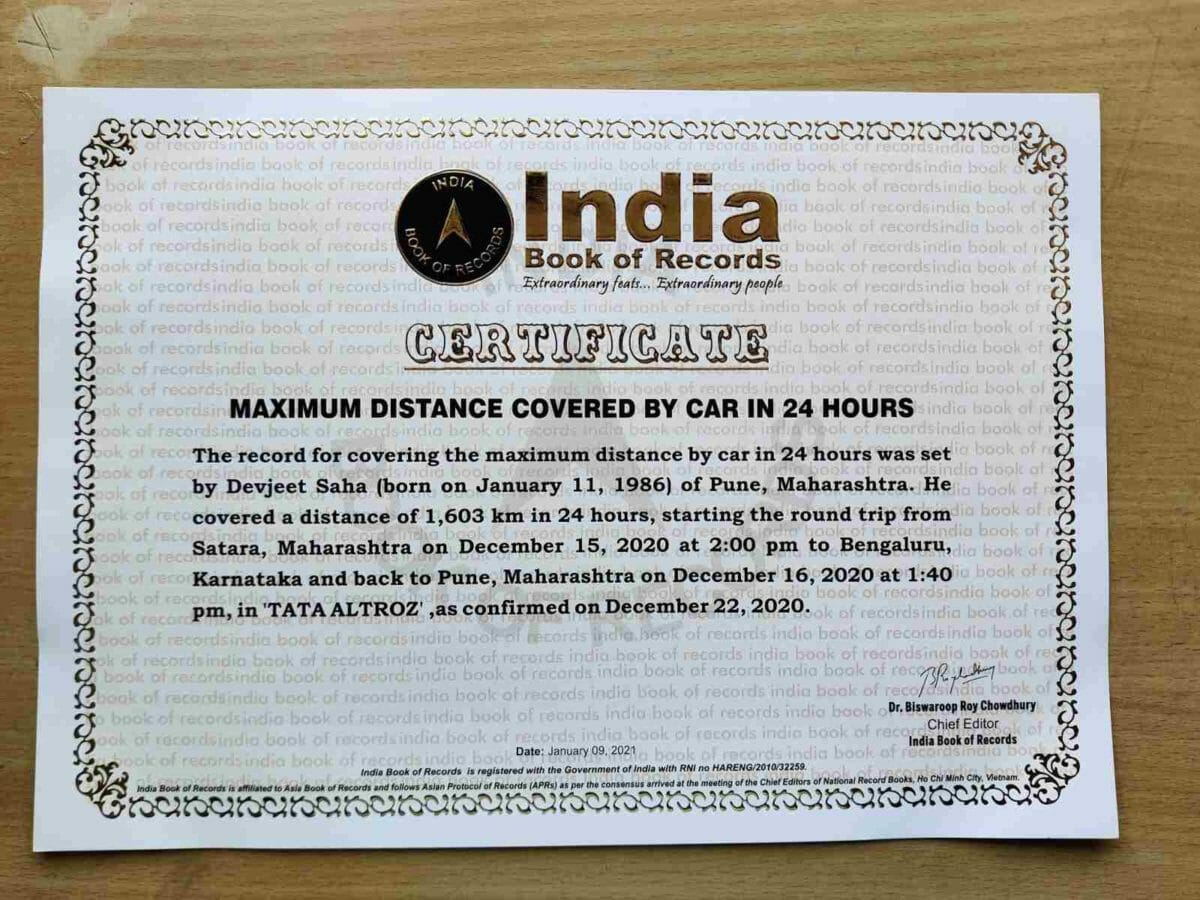 INDIA
BOOK OF RECORDS
India
Book of Records
Extraordinary feats... Extraordinary people
CERTIFICATE
MAXIMUM DISTANCE COVERED BY CAR IN 24 HOURS
The record for covering the maximum distance by car in 24 hours was set
by Devjeet Saha (born on January 11, 1986) of Pune, Maharashtra. He
covered a distance of 1,603 km in 24 hours, starting the round trip from
Satara, Maharashtra on December 15, 2020 at 2:00 pm to Bengaluru,
Karnataka and back to Pune, Maharashtra on December 16, 2020 at 1:40
pm, in 'TATA ALTROZ' ,as confirmed on December 22, 2020.
Dr. Biswaroop Roy Chowdhury
Chief Editor
India Book of Records
Date: January 09, 2021
India Book of Records is registered with the Government of India with RNI no HARENG/2010/32259.
India Book of Records is affiliated to Asia Book of Records and follows Asian Protocol of Records (APRs) as per the consensus arrived at the meeting of the Chief Editors of National Record Books, Ho Chi Minh City, Vietnam.